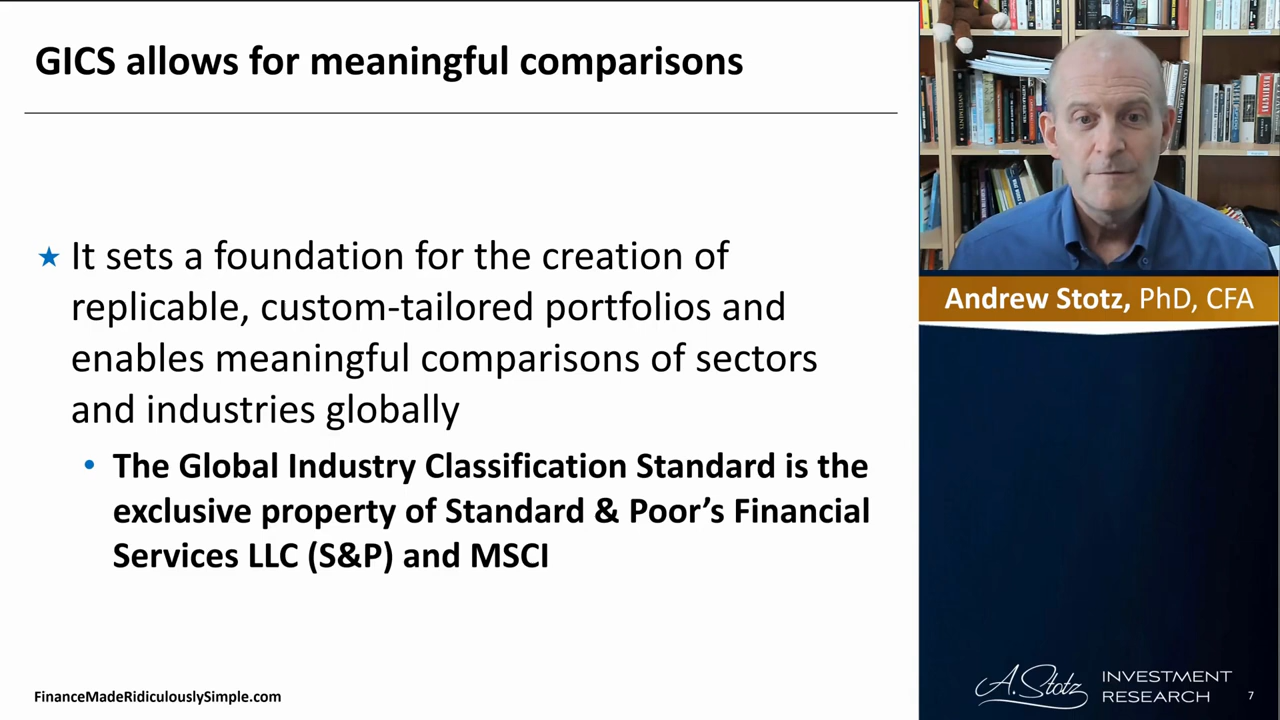 GICS allows for meaningful comparisons
It sets a foundation for the creation of
replicable, custom-tailored portfolios and
enables meaningful comparisons of sectors
and industries globally
The Global Industry Classification Standard is the
exclusive property of Standard & Poor’s Financial
Services LLC (S&P) and MSCI
FinanceMadeRidiculouslySimple.com
Andrew Stotz, PhD, CFA
A. Stotz
INVESTMENT
RESEARCH
7